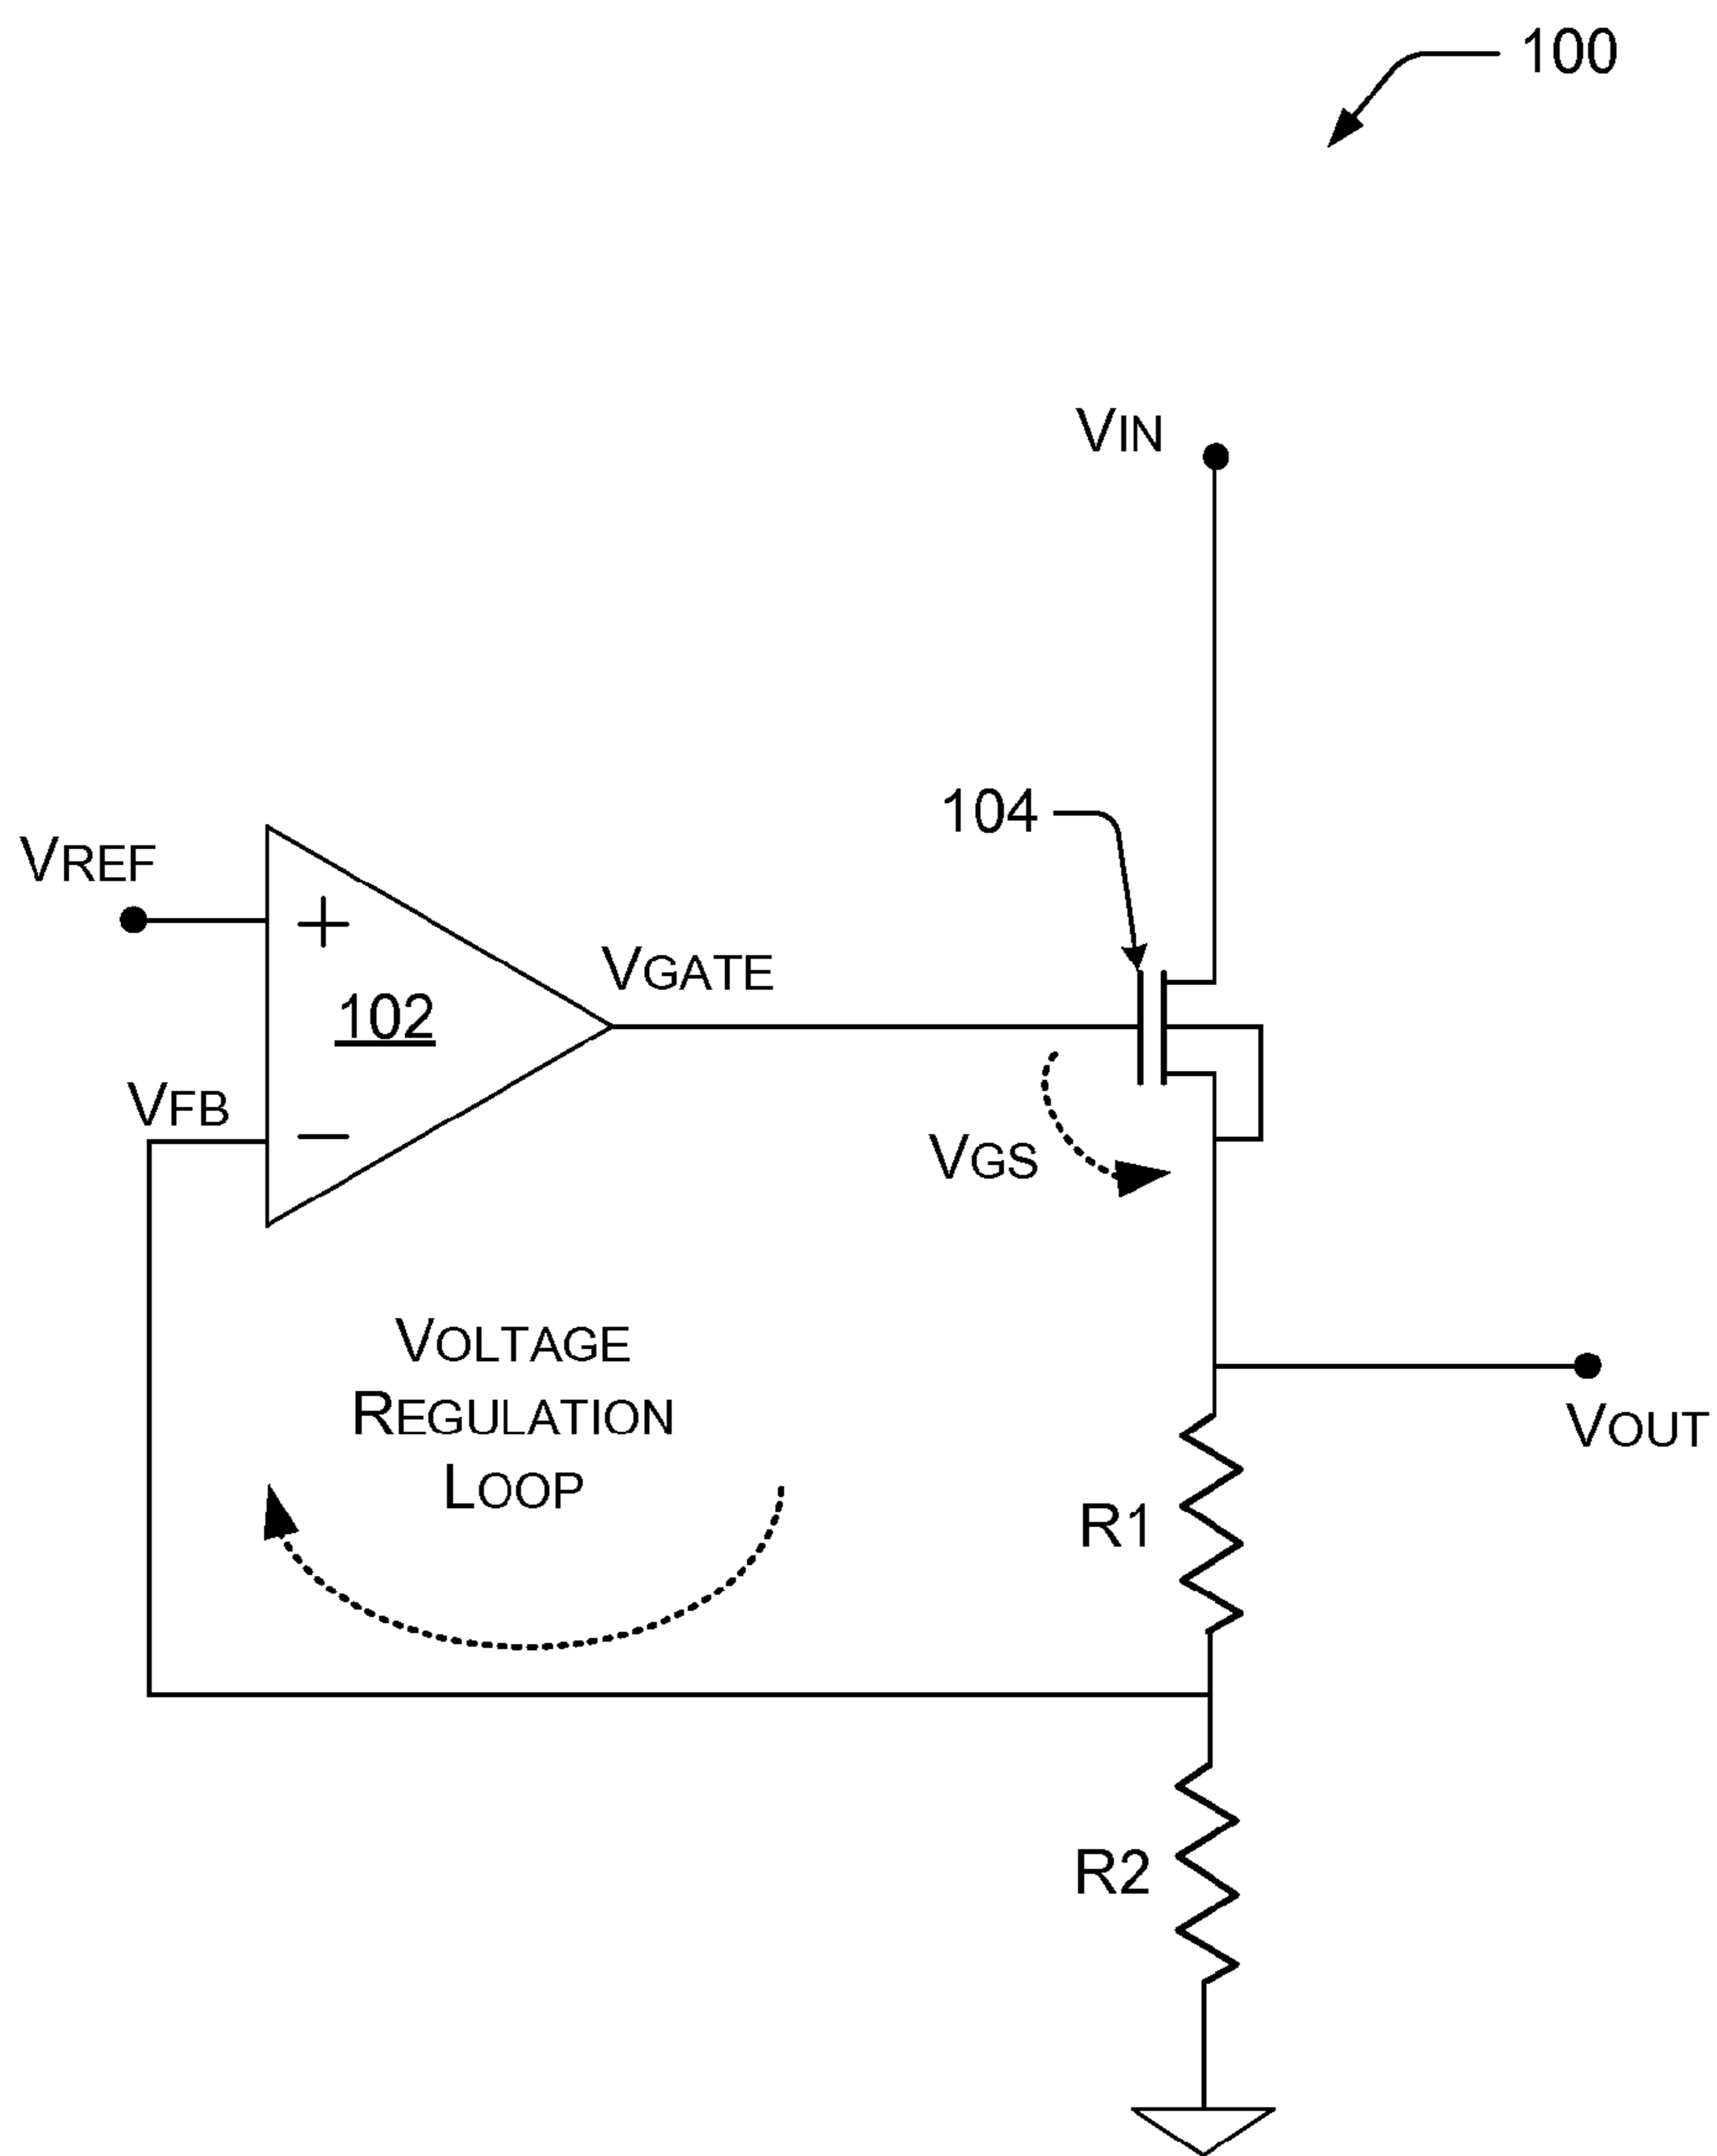 100
VIN
104
VREF
+
VGATE
102
VFB
−
VGS
VOLTAGE
REGULATION
LOOP
VOUT
R1
R2